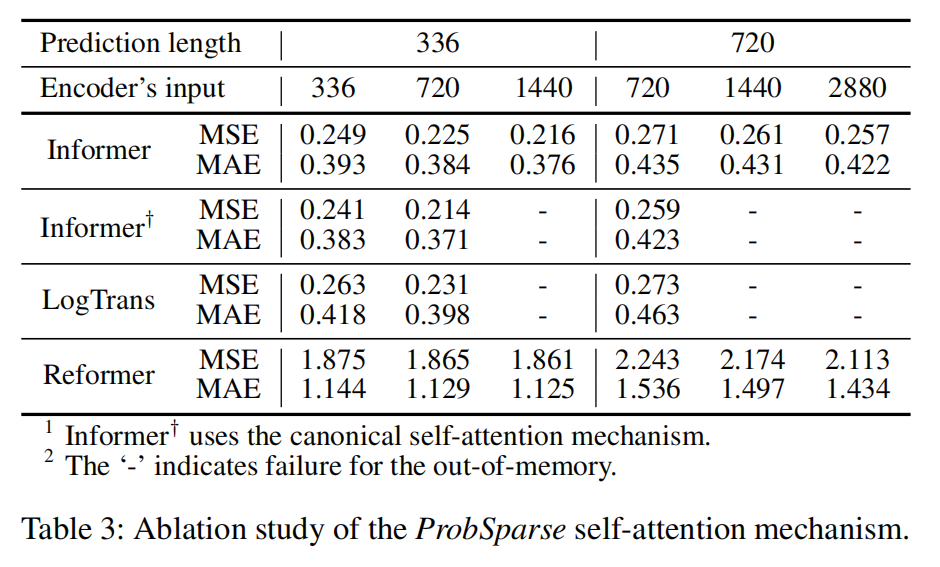 Prediction length 336 720
Encoder's input 336 720 1440 720 1440 2880
Informer MSE 0.249 0.225 0.216 0.271 0.261 0.257
MAE 0.393 0.384 0.376 0.435 0.431 0.422
Informer† MSE 0.241 0.214 - 0.259 - -
MAE 0.383 0.371 - 0.423 - -
LogTrans MSE 0.263 0.231 - 0.273 - -
MAE 0.418 0.398 - 0.463 - -
Reformer MSE 1.875 1.865 1.861 2.243 2.174 2.113
MAE 1.144 1.129 1.125 1.536 1.497 1.434
1 Informer† uses the canonical self-attention mechanism.
2 The ‘-’ indicates failure for the out-of-memory.
Table 3: Ablation study of the ProbSparse self-attention mechanism.